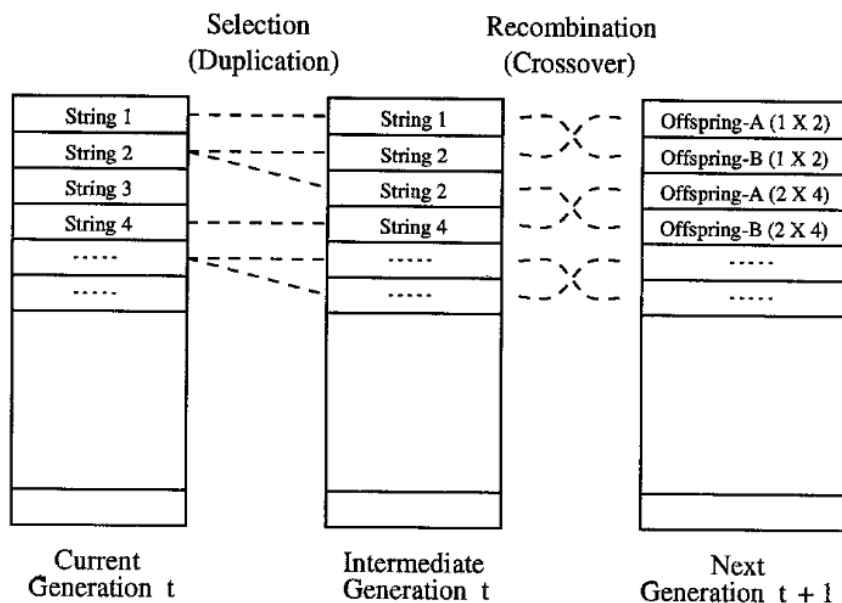 Selection
(Duplication)
Recombination
(Crossover)
String 1
String 2
String 3
String 4
.....
.....
String 1
String 2
String 2
String 4
.....
.....
Offspring-A (1 X 2)
Offspring-B (1 X 2)
Offspring-A (2 X 4)
Offspring-B (2 X 4)
.....
.....
Current
Generation t
Intermediate
Generation t
Next
Generation t + 1